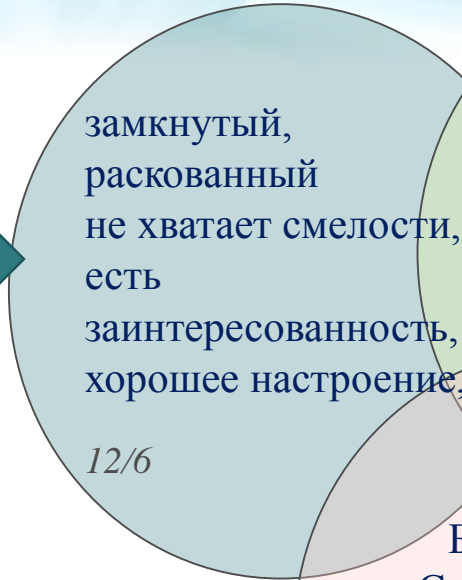 замкнутый,
раскованный
не хватает смелости,
есть
заинтересованность,
хорошее настроение,
12/6